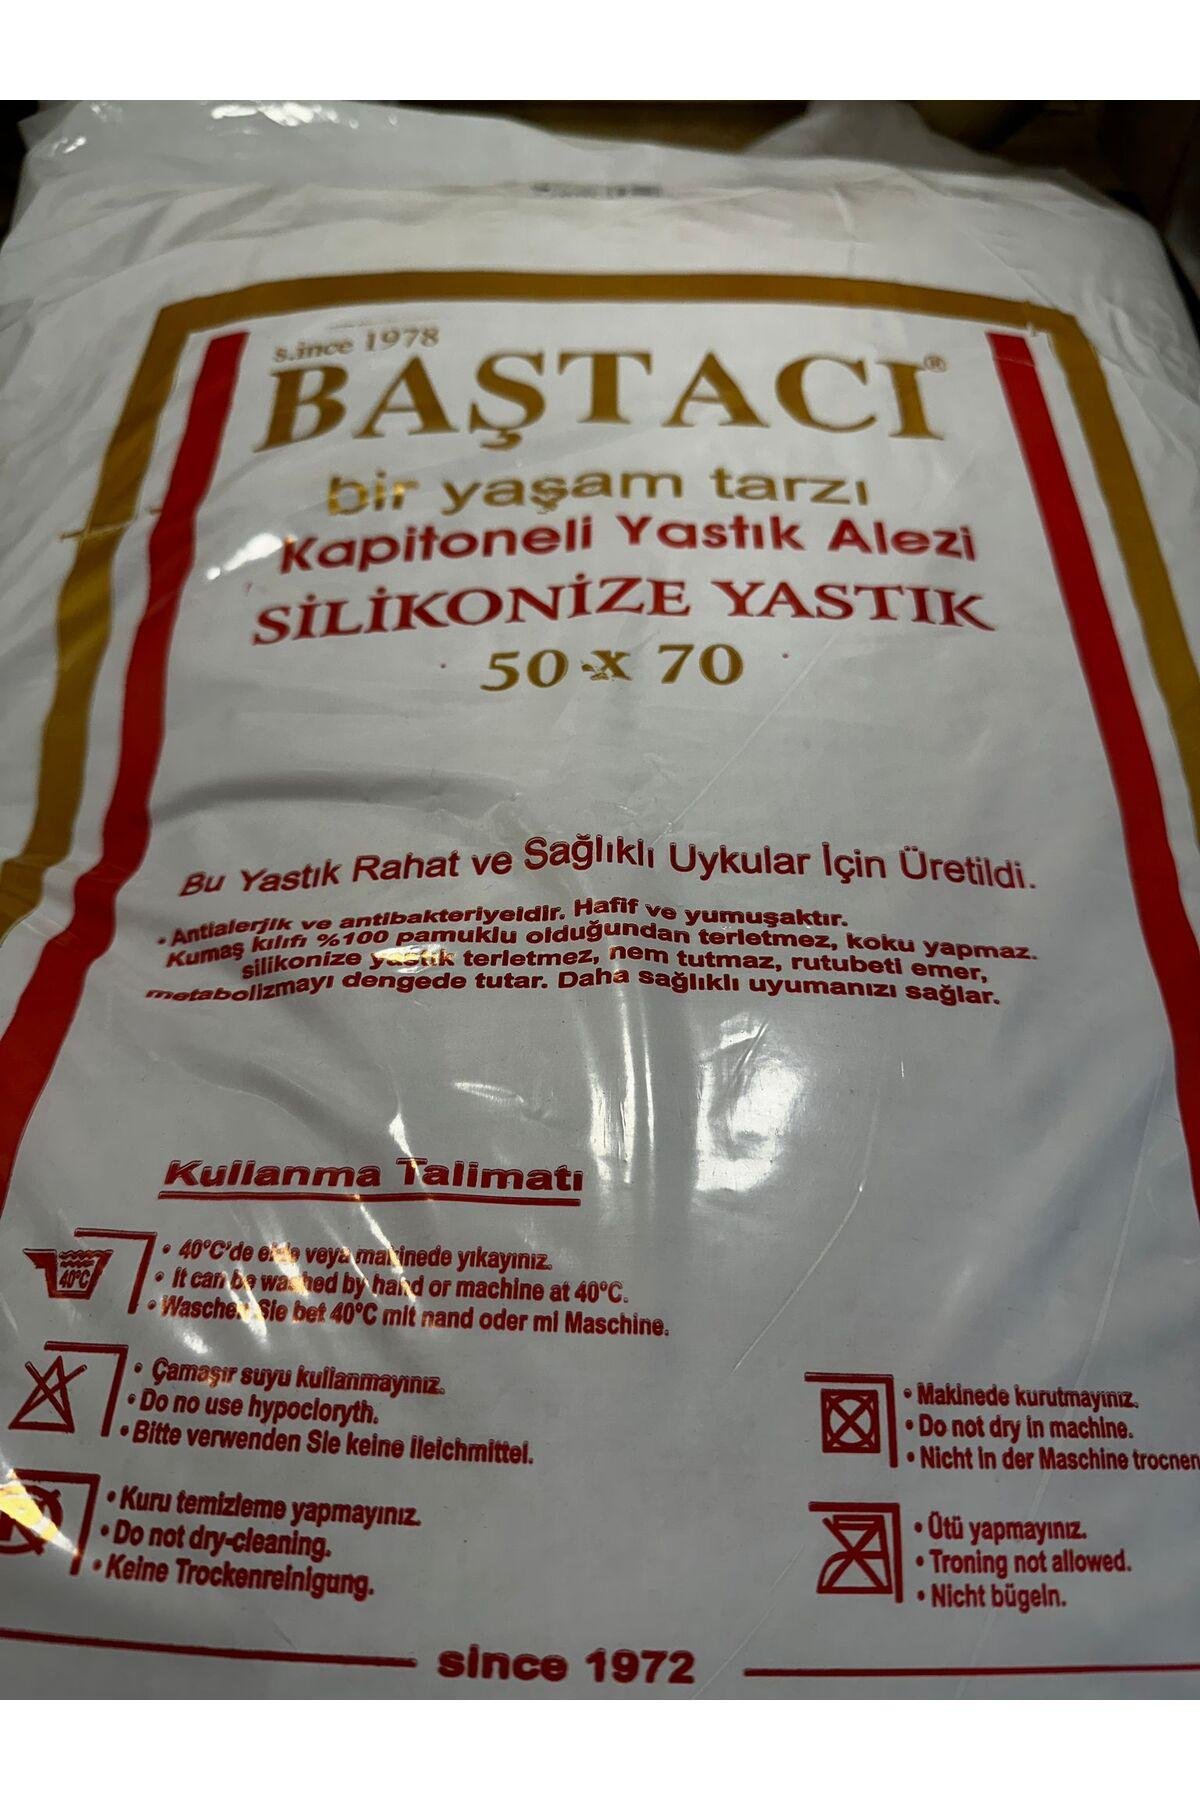 s.ince 1978
BAŞTACI®
bir yaşam tarzı
Kapitoneli Yastık Alezi
SİLİKONİZE YASTIK
50 x 70
Bu Yastık Rahat ve Sağlıklı Uykular İçin Üretildi.
• Antialerjik ve antibakteriyeldir. Hafif ve yumuşaktır.
Kumaş kılıfı %100 pamuklu olduğundan terletmez, koku yapmaz.
silikonize yastık terletmez, nem tutmaz, rutubeti emer,
metabolizmayı dengede tutar. Daha sağlıklı uyumanızı sağlar.
Kullanma Talimatı
40°C
• 40°C'de elde veya makinede yıkayınız.
• it can be washed by hand or machine at 40°C.
• Waschen Sie bet 40°C mit nand oder mi Maschine.
• Çamaşır suyu kullanmayınız.
• Do no use hypocloryth.
• Bitte verwenden Sie keine ileichmittel.
• Kuru temizleme yapmayınız.
• Do not dry-cleaning.
• Keine Trockenreinigung.
• Makinede kurutmayınız.
• Do not dry in machine.
• Nicht in der Maschine trocnen
• Ütü yapmayınız.
• Troning not allowed.
• Nicht bügeln.
since 1972